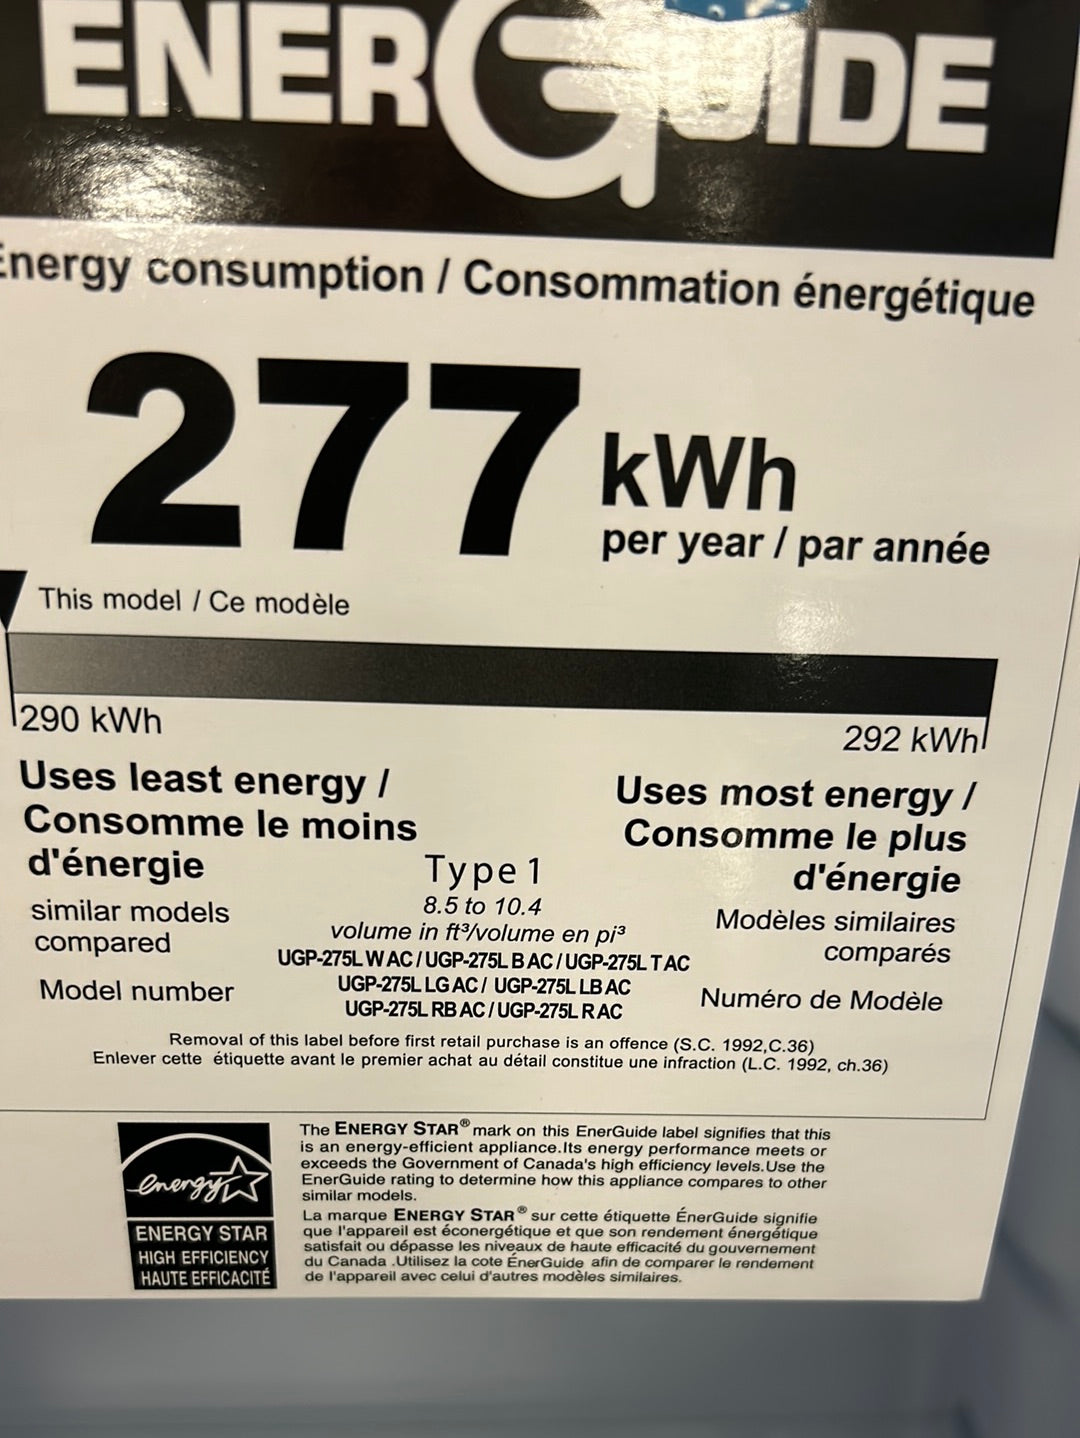 ENERGUIDE
Energy consumption / Consommation énergétique
277 kWh
per year / par année
This model / Ce modèle
290 kWh
292 kWh
Uses least energy /
Consomme le moins
d'énergie
similar models
compared
Model number
Type 1
8.5 to 10.4
volume in ft³/volume en pi³
UGP-275L W AC / UGP-275L B AC / UGP-275L T AC
UGP-275L LG AC / UGP-275L LB AC
UGP-275L RB AC / UGP-275L R AC
Uses most energy /
Consomme le plus
d'énergie
Modèles similaires
comparés
Numéro de Modèle
Removal of this label before first retail purchase is an offence (S.C. 1992,C.36)
Enlever cette étiquette avant le premier achat au détail constitue une infraction (L.C. 1992, ch.36)
energy
ENERGY STAR
HIGH EFFICIENCY
HAUTE EFFICACITÉ
The ENERGY STAR® mark on this EnerGuide label signifies that this
is an energy-efficient appliance.Its energy performance meets or
exceeds the Government of Canada's high efficiency levels.Use the
EnerGuide rating to determine how this appliance compares to other
similar models.
La marque ENERGY STAR® sur cette étiquette ÉnerGuide signifie
que l'appareil est éconergétique et que son rendement énergétique
satisfait ou dépasse les niveaux de haute efficacité du gouvernement
du Canada .Utilisez la cote ÉnerGuide afin de comparer le rendement
de l'appareil avec celui d'autres modèles similaires.